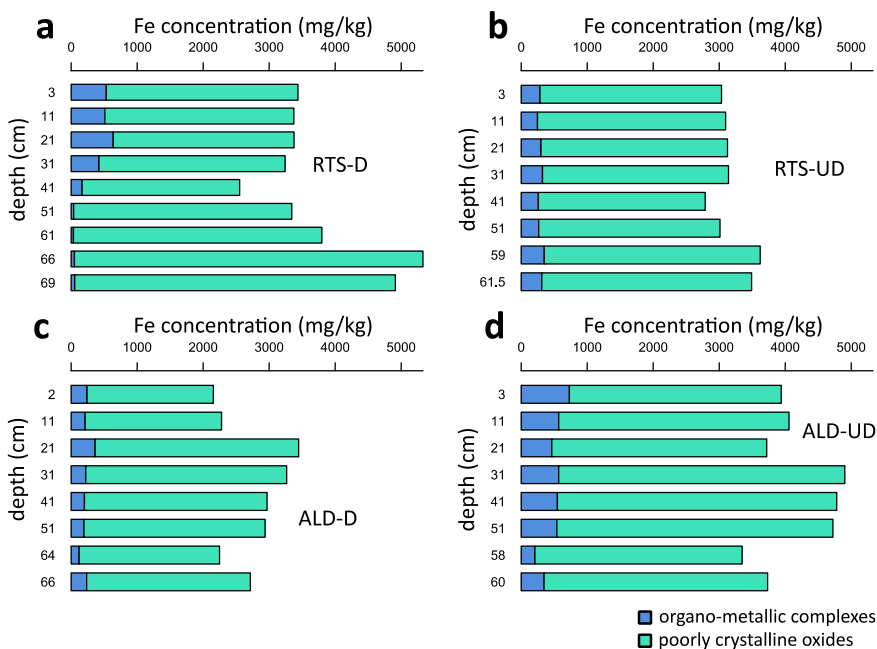 a
Fe concentration (mg/kg)
0 1000 2000 3000 4000 5000
depth (cm)
3
11
21
31
41
51
61
66
69
RTS-D
b
Fe concentration (mg/kg)
0 1000 2000 3000 4000 5000
depth (cm)
3
11
21
31
41
51
59
61.5
RTS-UD
c
Fe concentration (mg/kg)
0 1000 2000 3000 4000 5000
depth (cm)
2
11
21
31
41
51
64
66
ALD-D
d
Fe concentration (mg/kg)
0 1000 2000 3000 4000 5000
depth (cm)
3
11
21
31
41
51
58
60
ALD-UD
organo-metallic complexes
poorly crystalline oxides